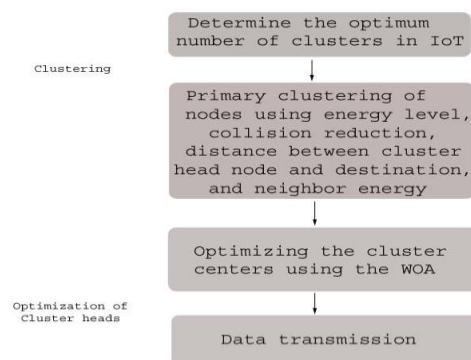 Determine the optimum
number of clusters in IoT
Clustering
Primary clustering of
nodes using energy level,
collision reduction,
distance between cluster
head node and destination,
and neighbor energy
Optimizing the cluster
centers using the WOA
Optimization of
Cluster heads
Data transmission